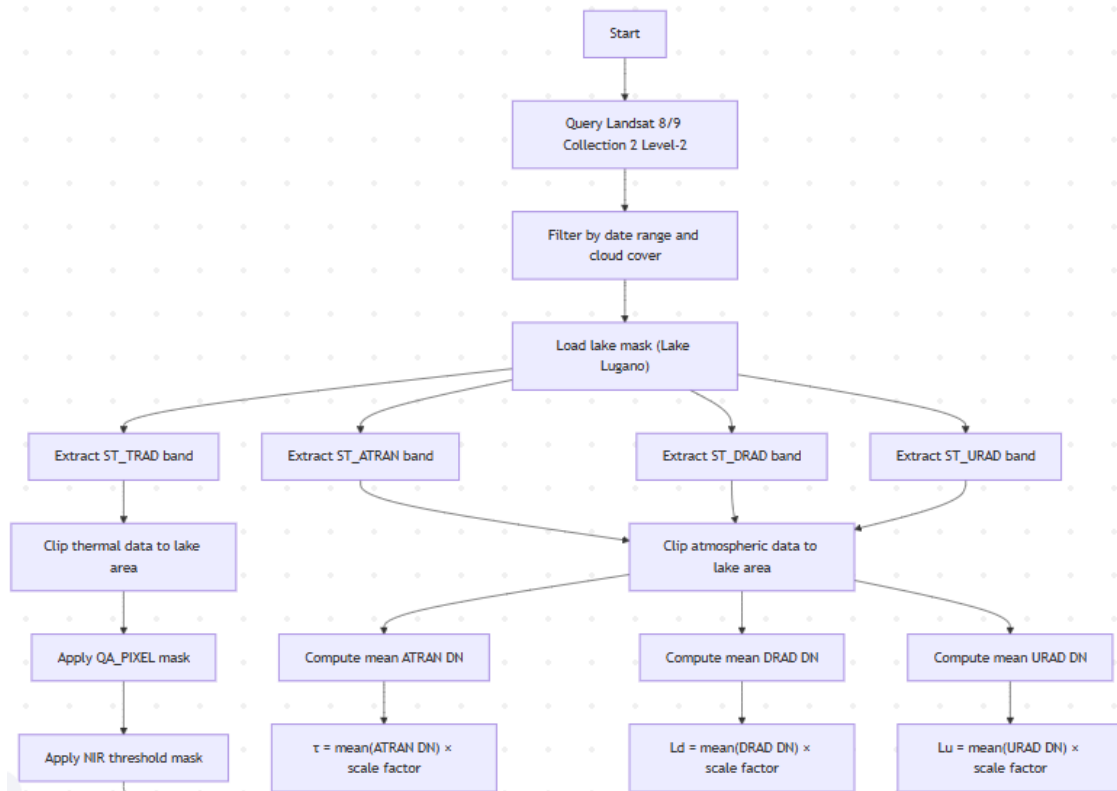 Start
Query Landsat 8/9
Collection 2 Level-2
Filter by date range and
cloud cover
Load lake mask (Lake
Lugano)
Extract ST_TRAD band
Extract ST_ATRAN band
Extract ST_DRAD band
Extract ST_URAD band
Clip thermal data to lake
area
Clip atmospheric data to
lake area
Apply QA_PIXEL mask
Compute mean ATRAN DN
Compute mean DRAD DN
Compute mean URAD DN
Apply NIR threshold mask
τ = mean(ATRAN DN) ×
scale factor
Ld = mean(DRAD DN) ×
scale factor
Lu = mean(URAD DN) ×
scale factor